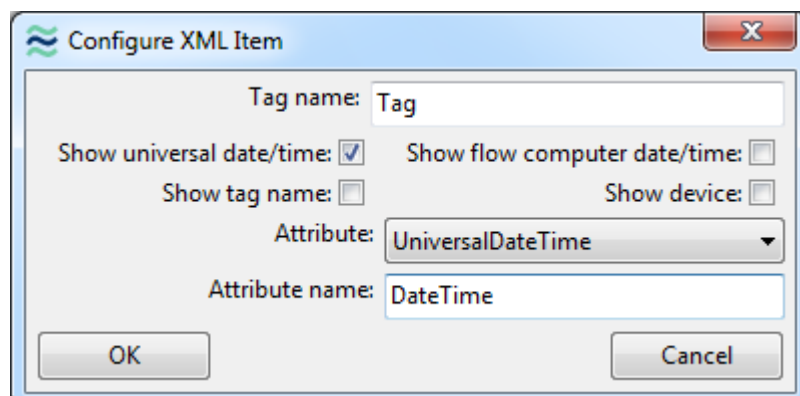 Configure XML Item
Tag name: Tag
Show universal date/time: Show flow computer date/time:
Show tag name: Show device:
Attribute: UniversalDateTime
Attribute name: DateTime
OK Cancel